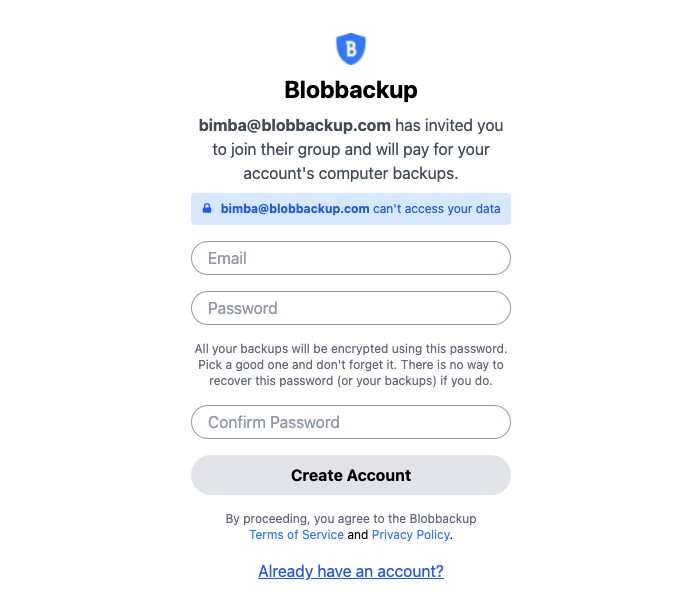 B
Blobbackup
bimba@blobbackup.com has invited you
to join their group and will pay for your
account's computer backups.
bimba@blobbackup.com can't access your data
Email
Password
All your backups will be encrypted using this password.
Pick a good one and don't forget it. There is no way to
recover this password (or your backups) if you do.
Confirm Password
Create Account
By proceeding, you agree to the Blobbackup
Terms of Service and Privacy Policy.
Already have an account?